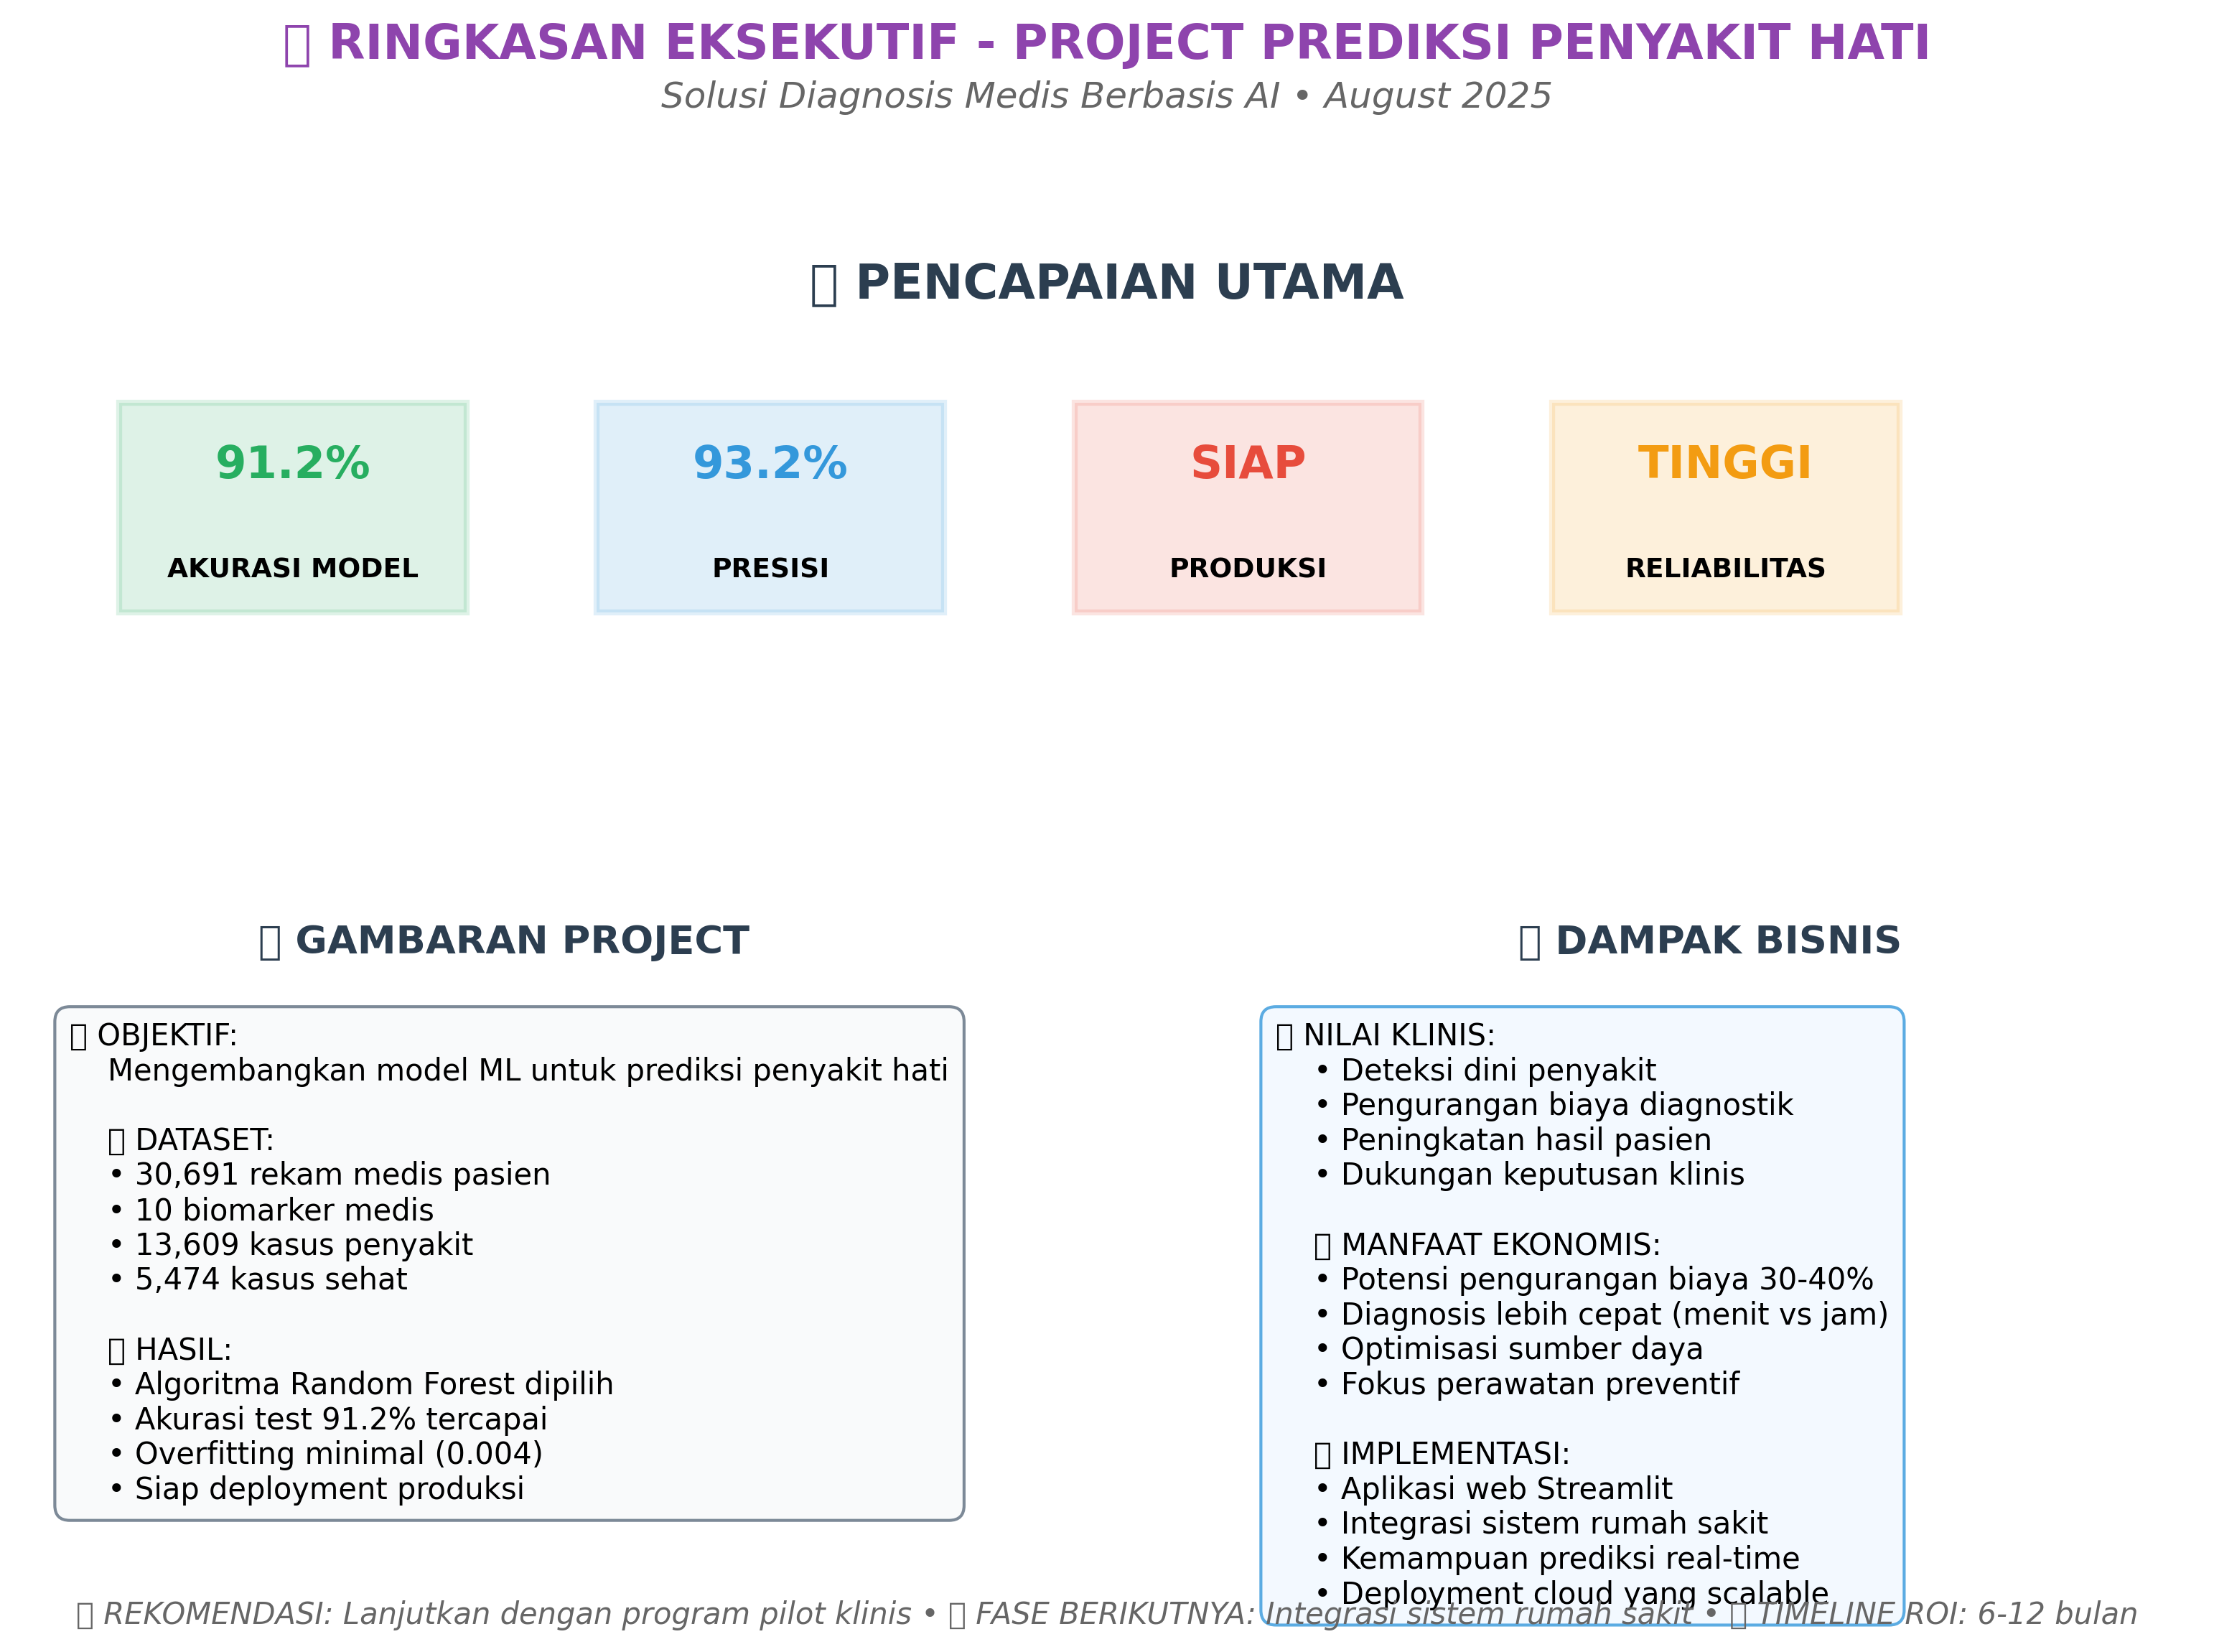 RINGKASAN EKSEKUTIF - PROJECT PREDIKSI PENYAKIT HATI
Solusi Diagnosis Medis Berbasis AI • August 2025
PENCAPAIAN UTAMA
91.2%
AKURASI MODEL
93.2%
PRESISI
SIAP
PRODUKSI
TINGGI
RELIABILITAS
GAMBARAN PROJECT
OBJEKTIF:
Mengembangkan model ML untuk prediksi penyakit hati
DATASET:
• 30,691 rekam medis pasien
• 10 biomarker medis
• 13,609 kasus penyakit
• 5,474 kasus sehat
HASIL:
• Algoritma Random Forest dipilih
• Akurasi test 91.2% tercapai
• Overfitting minimal (0.004)
• Siap deployment produksi
DAMPAK BISNIS
NILAI KLINIS:
• Deteksi dini penyakit
• Pengurangan biaya diagnostik
• Peningkatan hasil pasien
• Dukungan keputusan klinis
MANFAAT EKONOMIS:
• Potensi pengurangan biaya 30-40%
• Diagnosis lebih cepat (menit vs jam)
• Optimisasi sumber daya
• Fokus perawatan preventif
IMPLEMENTASI:
• Aplikasi web Streamlit
• Integrasi sistem rumah sakit
• Kemampuan prediksi real-time
• Deployment cloud yang scalable
REKOMENDASI: Lanjutkan dengan program pilot klinis • FASE BERIKUTNYA: Integrasi sistem rumah sakit • TIMELINE ROI: 6-12 bulan